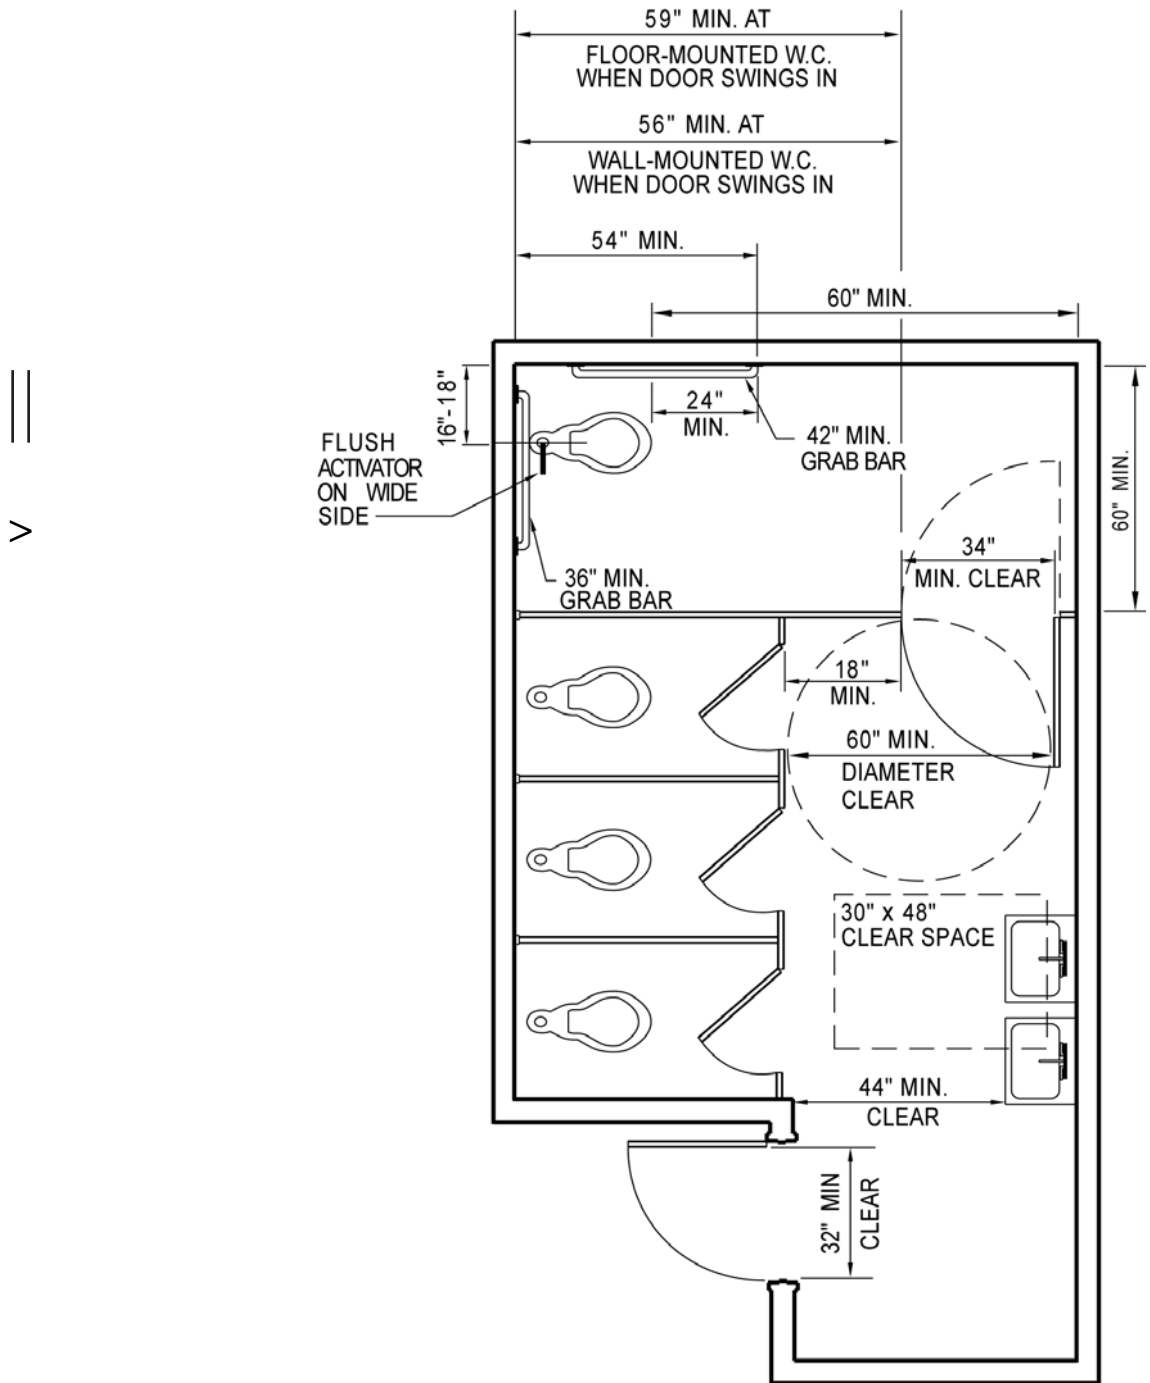 59" MIN. AT
FLOOR-MOUNTED W.C.
WHEN DOOR SWINGS IN
56" MIN. AT
WALL-MOUNTED W.C.
WHEN DOOR SWINGS IN
54" MIN.
60" MIN.
16"-18"
24"
MIN.
42" MIN.
GRAB BAR
FLUSH
ACTIVATOR
ON WIDE
SIDE
60" MIN.
34"
MIN. CLEAR
36" MIN.
GRAB BAR
18"
MIN.
60" MIN.
DIAMETER
CLEAR
30" x 48"
CLEAR SPACE
44" MIN.
CLEAR
32" MIN
CLEAR
|| >